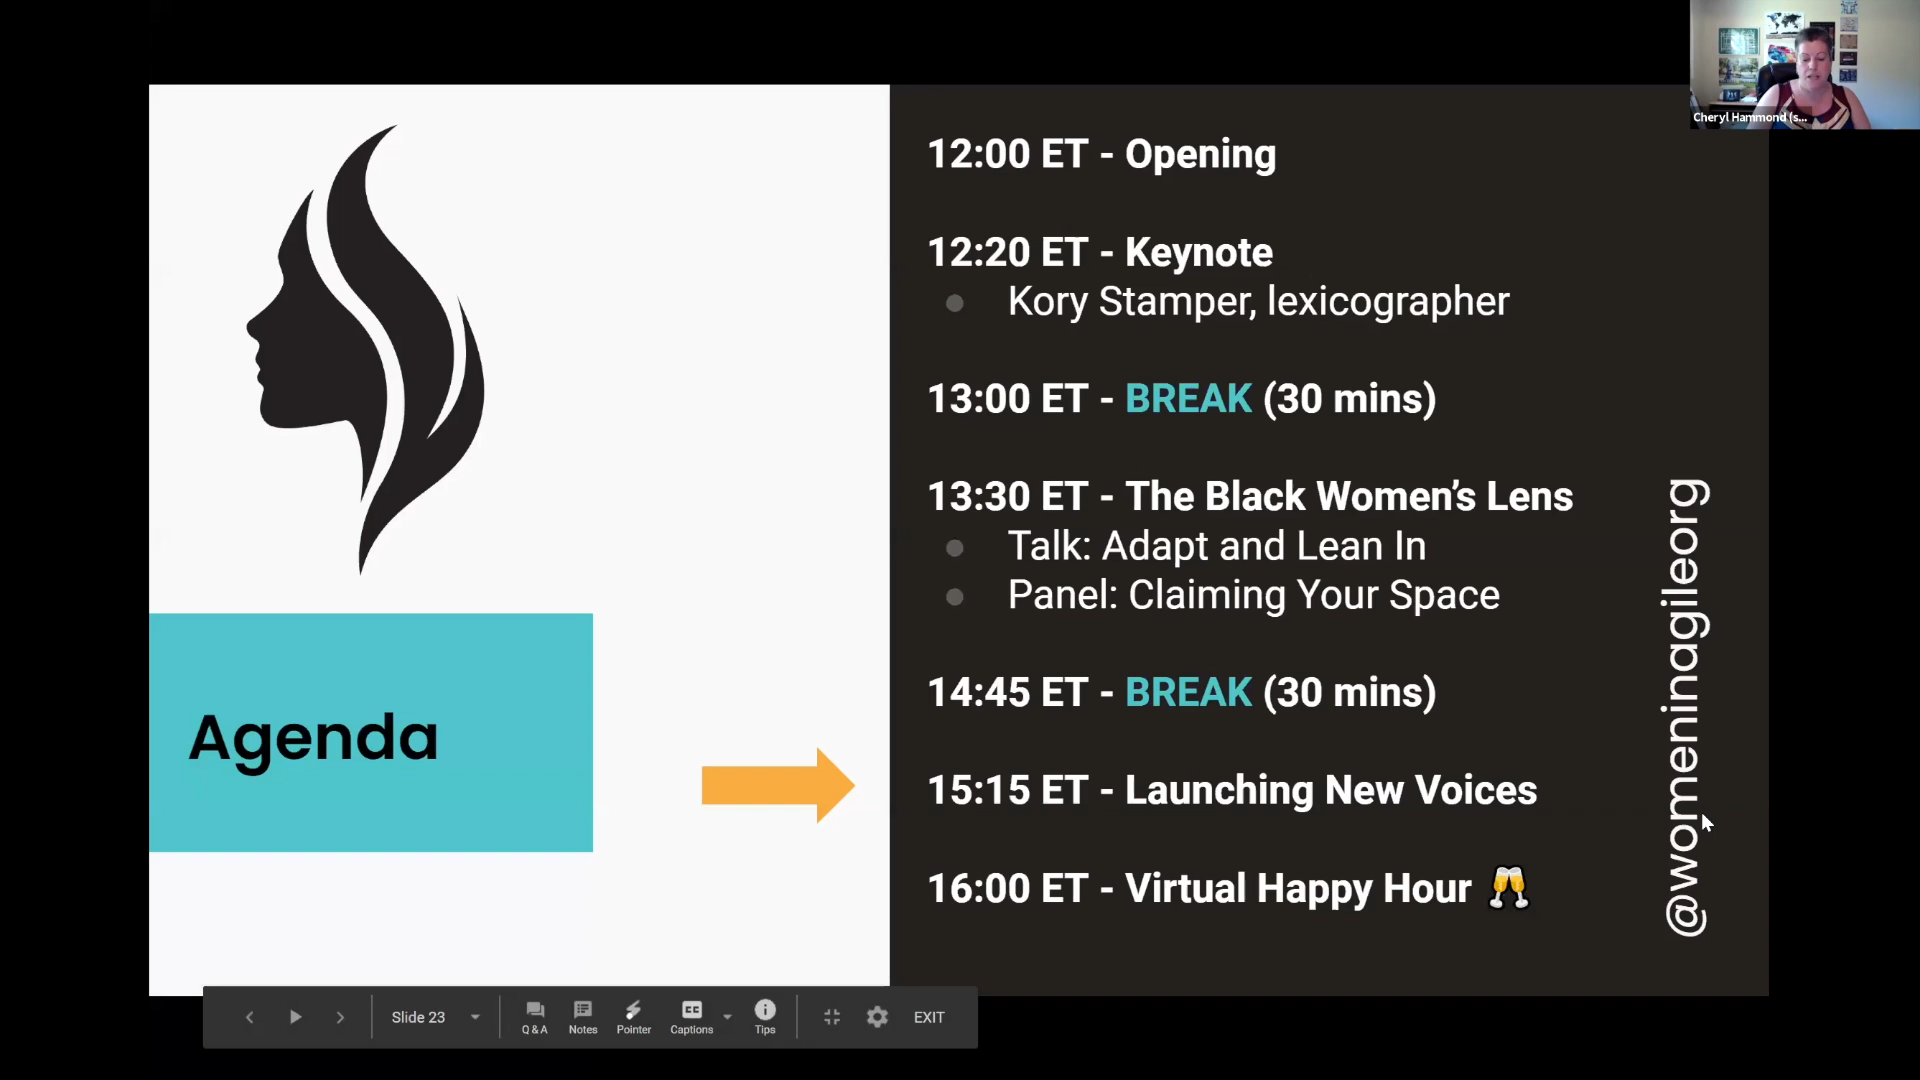 Cheryl Hammond (s...
12:00 ET - Opening
12:20 ET - Keynote
Kory Stamper, lexicographer
13:00 ET - BREAK (30 mins)
13:30 ET - The Black Women’s Lens
Talk: Adapt and Lean In
Panel: Claiming Your Space
14:45 ET - BREAK (30 mins)
15:15 ET - Launching New Voices
16:00 ET - Virtual Happy Hour 🥂
Agenda
@womeninagileorg
Slide 23
Q & A
Notes
Pointer
CC
Captions
Tips
EXIT